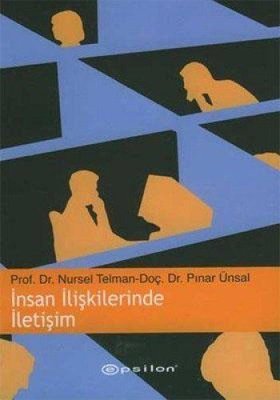 Prof. Dr. Nursel Telman-Doç. Dr. Pınar Ünsal
İnsan İlişkilerinde
İletişim
epsilon®